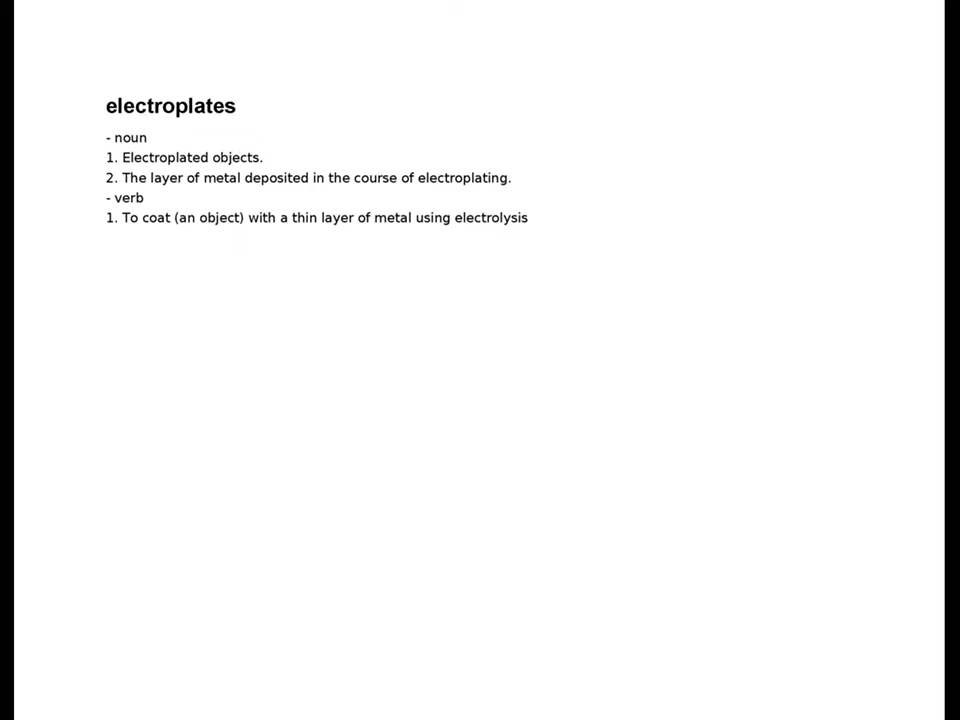 electroplates
- noun
1. Electroplated objects.
2. The layer of metal deposited in the course of electroplating.
- verb
1. To coat (an object) with a thin layer of metal using electrolysis